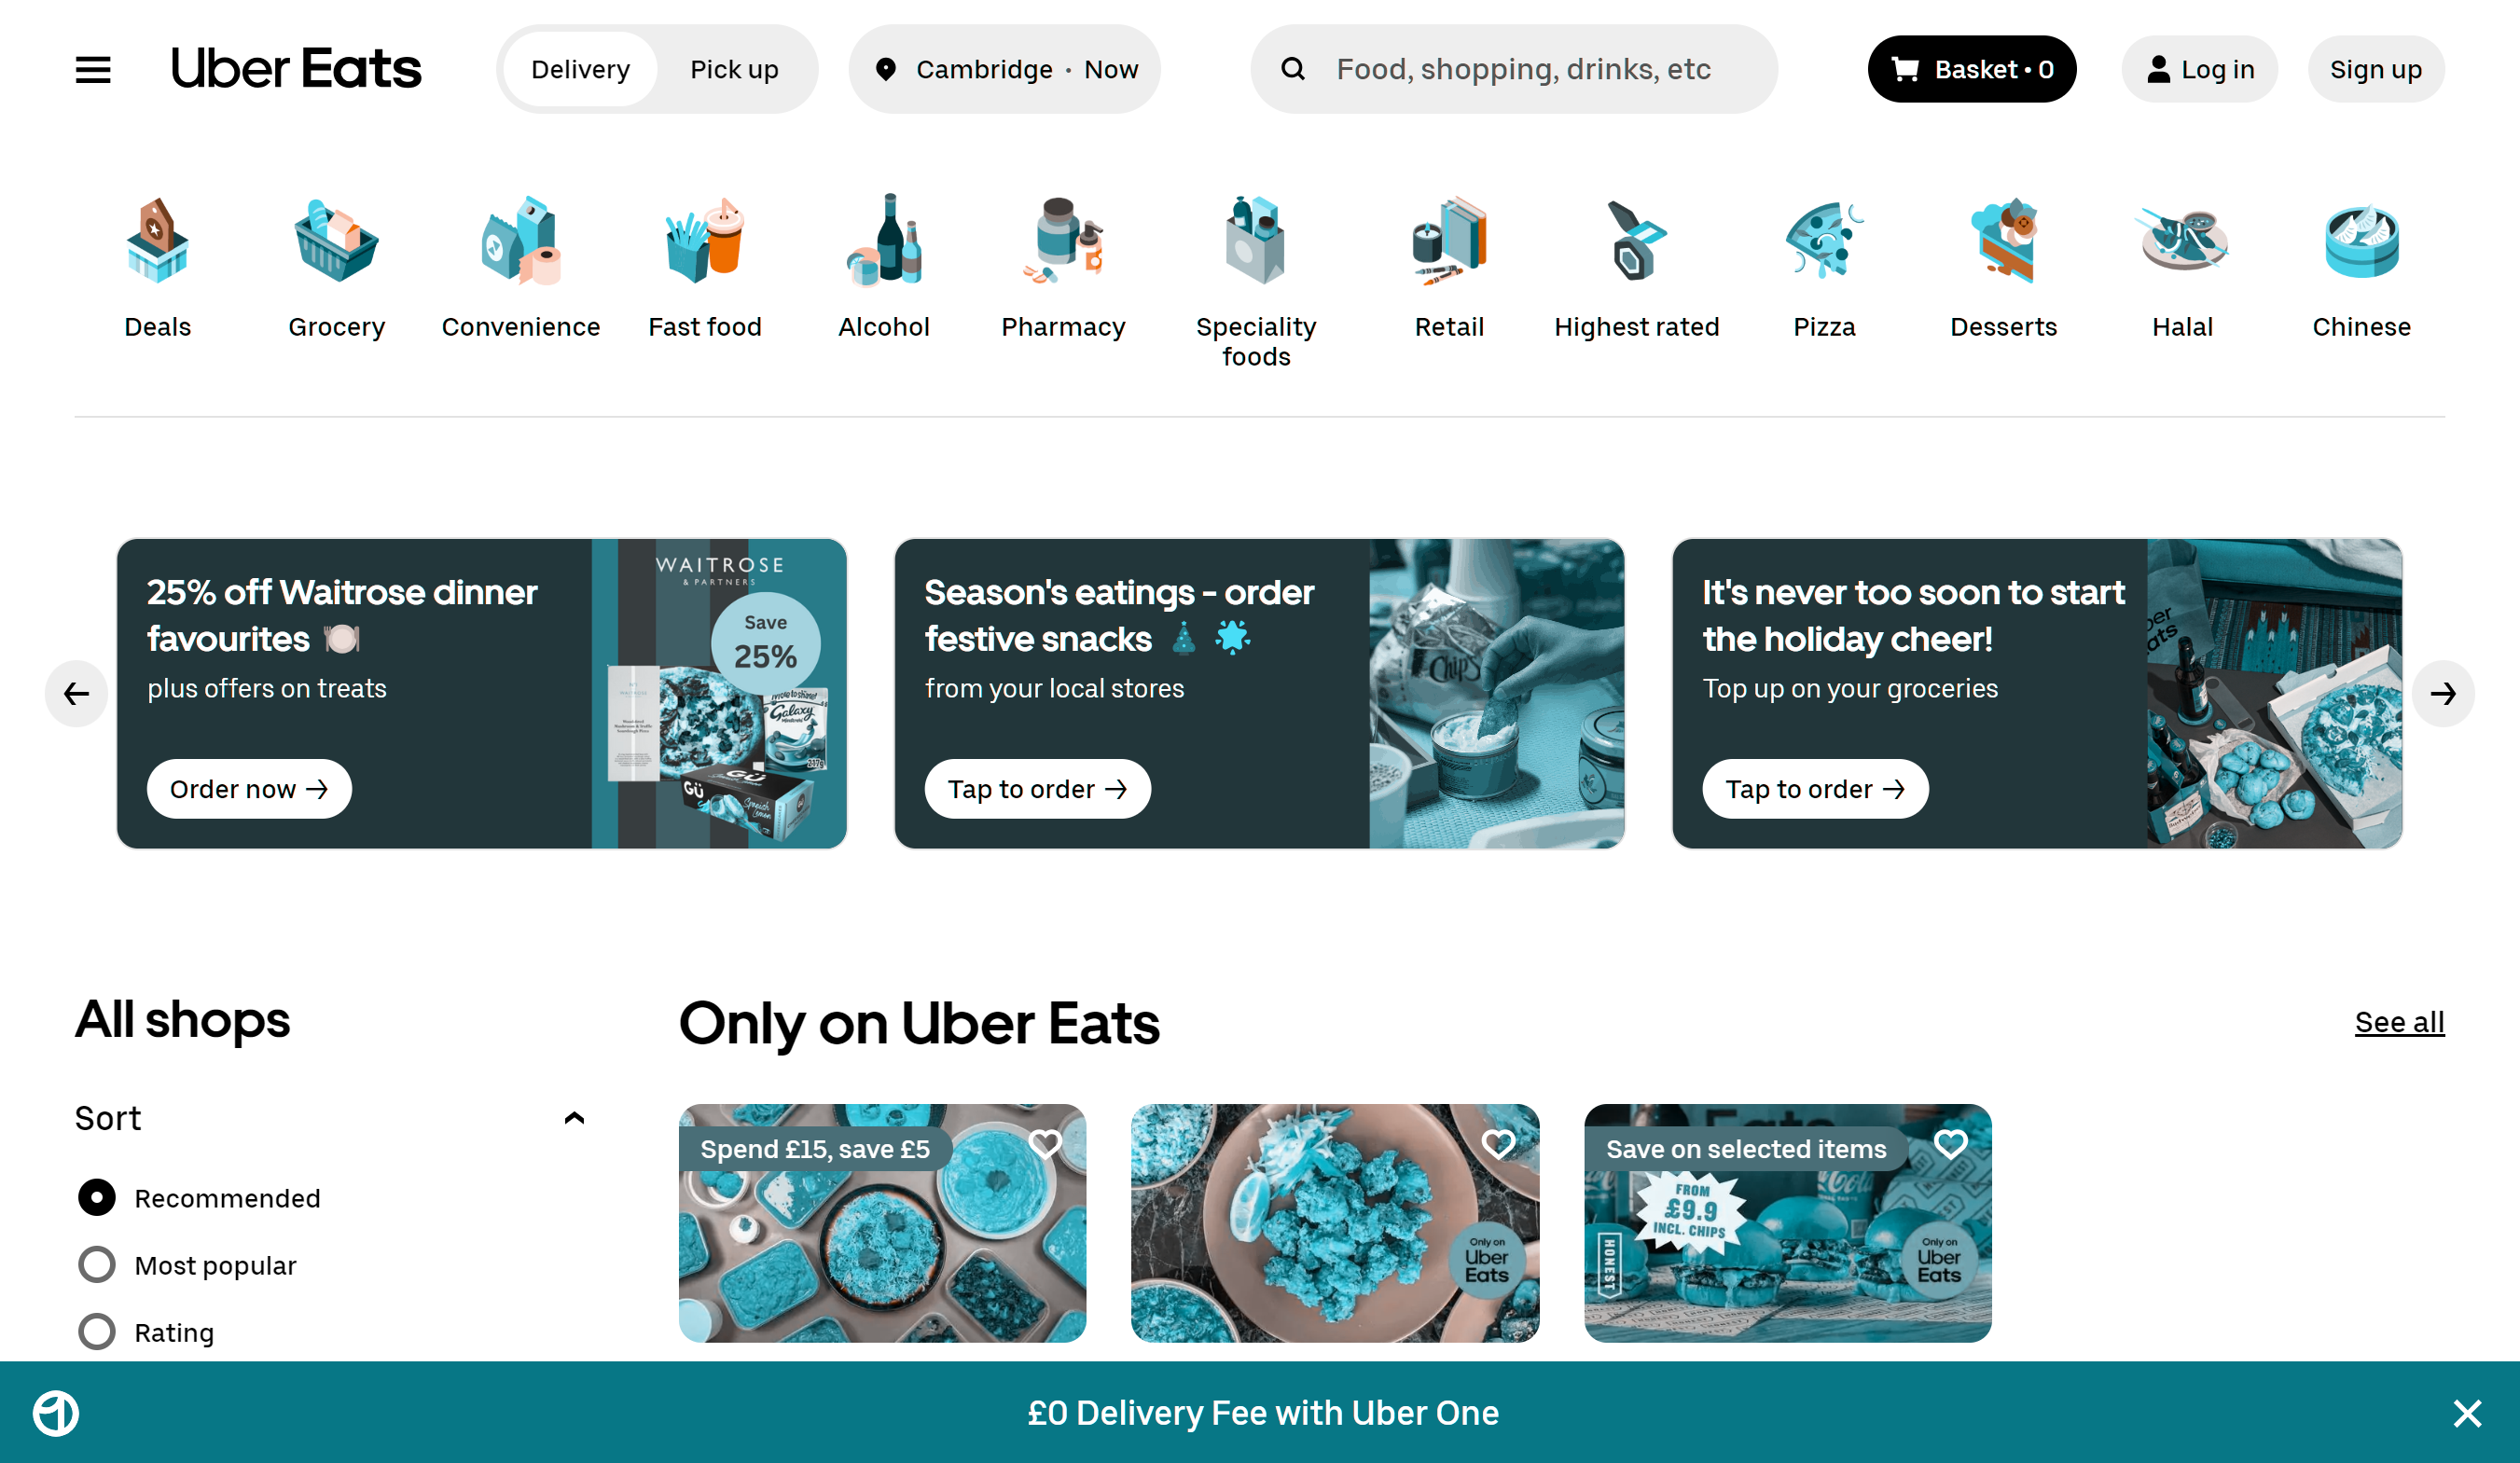 Uber Eats
Delivery
Pick up
Cambridge • Now
Food, shopping, drinks, etc
Basket • 0
Log in
Sign up
Deals
Grocery
Convenience
Fast food
Alcohol
Pharmacy
Speciality
foods
Retail
Highest rated
Pizza
Desserts
Halal
Chinese
25% off Waitrose dinner
favourites
plus offers on treats
Order now →
WAITROSE
& PARTNERS
Save
25%
Galaxy
GÜ
GÜ
Season's eatings - order
festive snacks
from your local stores
Tap to order →
Chips
It's never too soon to start
the holiday cheer!
Top up on your groceries
Tap to order →
All shops
Sort
Recommended
Most popular
Rating
Only on Uber Eats
See all
Spend £15, save £5
Only on
Uber
Eats
Save on selected items
FROM
£9.9
INCL. CHIPS
HONEST
Only on
Uber
Eats
£0 Delivery Fee with Uber One